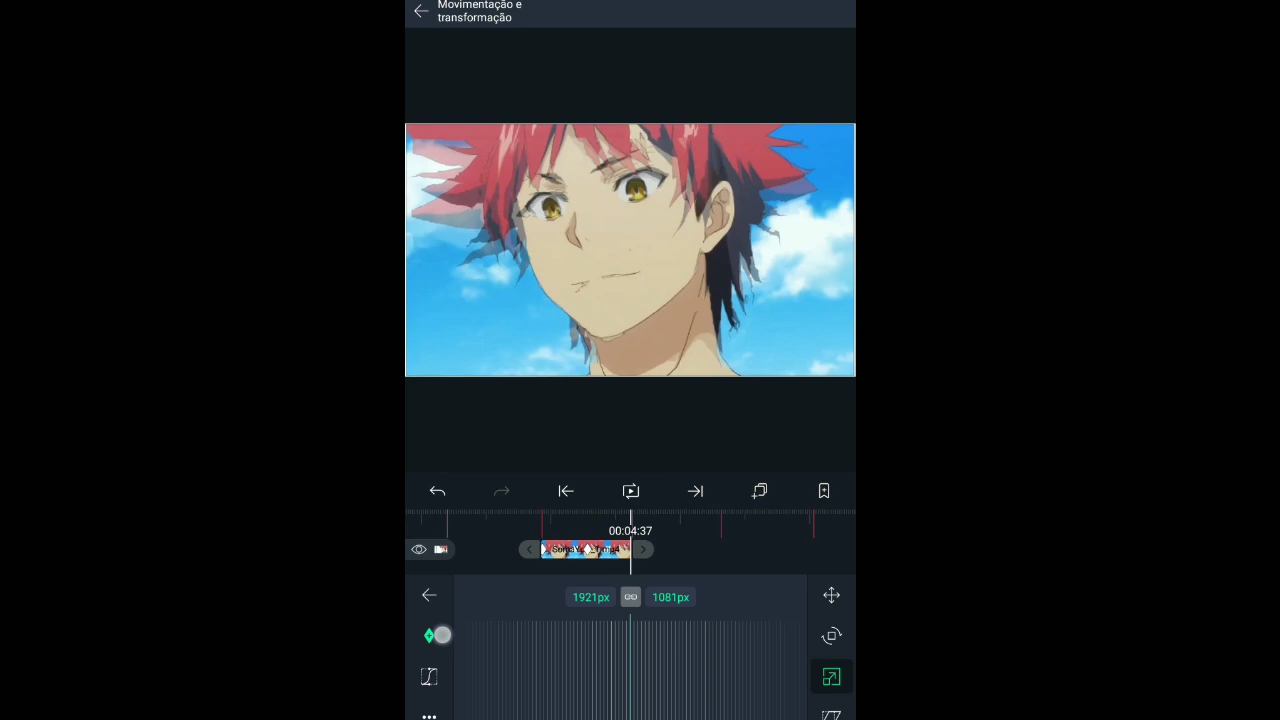 Movimentação e
transformação
00:04:37
1921px
1081px